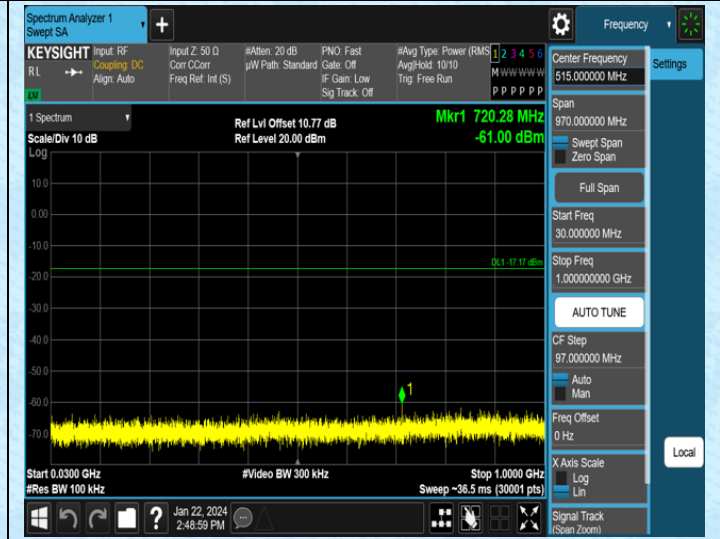 Spectrum Analyzer 1
Swept SA
Frequency
KEYSIGHT
Input: RF
Input Z: 50 Ω
#Atten: 20 dB
PNO: Fast
#Avg Type: Power (RMS
1 2 3 4 5 6
RL
Coupling: DC
Corr CCorr
µW Path: Standard
Gate: Off
Avg|Hold: 10/10
M W W W W W
Align: Auto
Freq Ref: Int (S)
IF Gain: Low
Trig: Free Run
Sig Track: Off
P P P P P P
1 Spectrum
Ref Lvl Offset 10.77 dB
Mkr1 720.28 MHz
Scale/Div 10 dB
Ref Level 20.00 dBm
-61.00 dBm
Log
10.0
0.00
-10.0
DL1 -17.17 dBm
-20.0
-30.0
-40.0
-50.0
1
-60.0
-70.0
Start 0.0300 GHz
#Video BW 300 kHz
Stop 1.0000 GHz
#Res BW 100 kHz
Sweep ~36.5 ms (30001 pts)
Center Frequency
515.000000 MHz
Settings
Span
970.000000 MHz
Swept Span
Zero Span
Full Span
Start Freq
30.000000 MHz
Stop Freq
1.000000000 GHz
AUTO TUNE
CF Step
97.000000 MHz
Auto
Man
Freq Offset
0 Hz
X Axis Scale
Log
Lin
Local
Signal Track
(Span Zoom)
?
Jan 22, 2024
2:48:59 PM